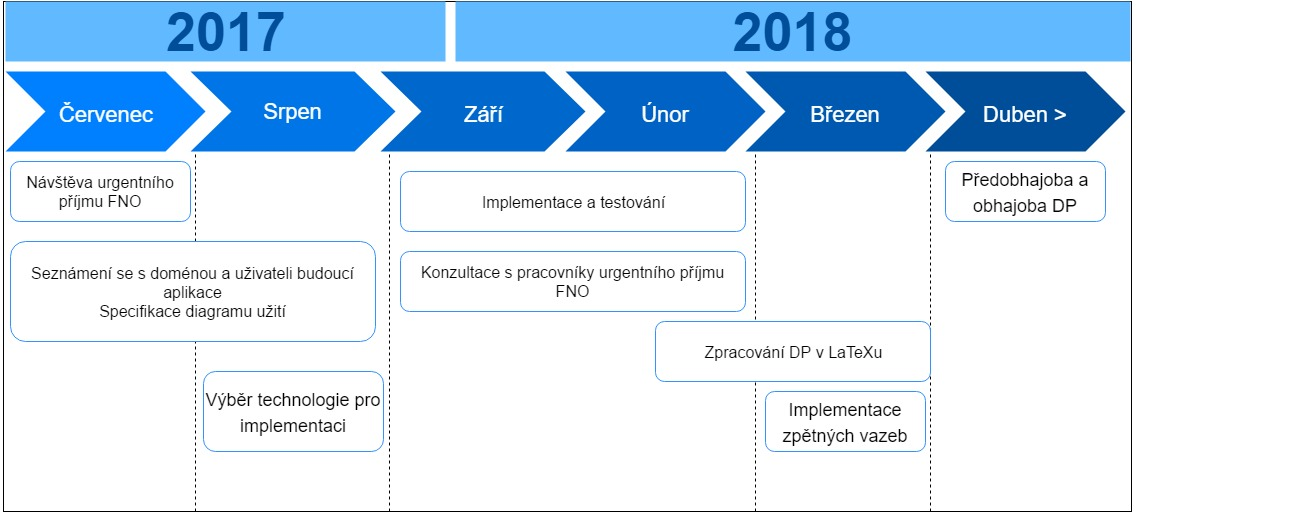 2017
2018
Červenec
Srpen
Září
Únor
Březen
Duben >
Návštěva urgentního
příjmu FNO
Implementace a testování
Předobhajoba a
obhajoba DP
Seznámení se s doménou a uživateli budoucí
aplikace
Specifikace diagramu užití
Konzultace s pracovníky urgentního příjmu
FNO
Zpracování DP v LaTeXu
Výběr technologie pro
implementaci
Implementace
zpětných vazeb